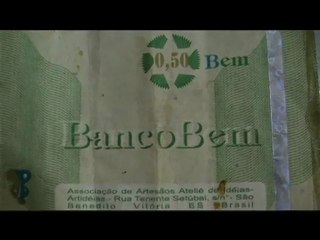 0,50 Bem
BancoBem
Associação de Artesãos Ateliê de Idéias-
Artidéias - Rua Tenente Setúbal, s/nº - São
Benedito Vitória - ES - Brasil